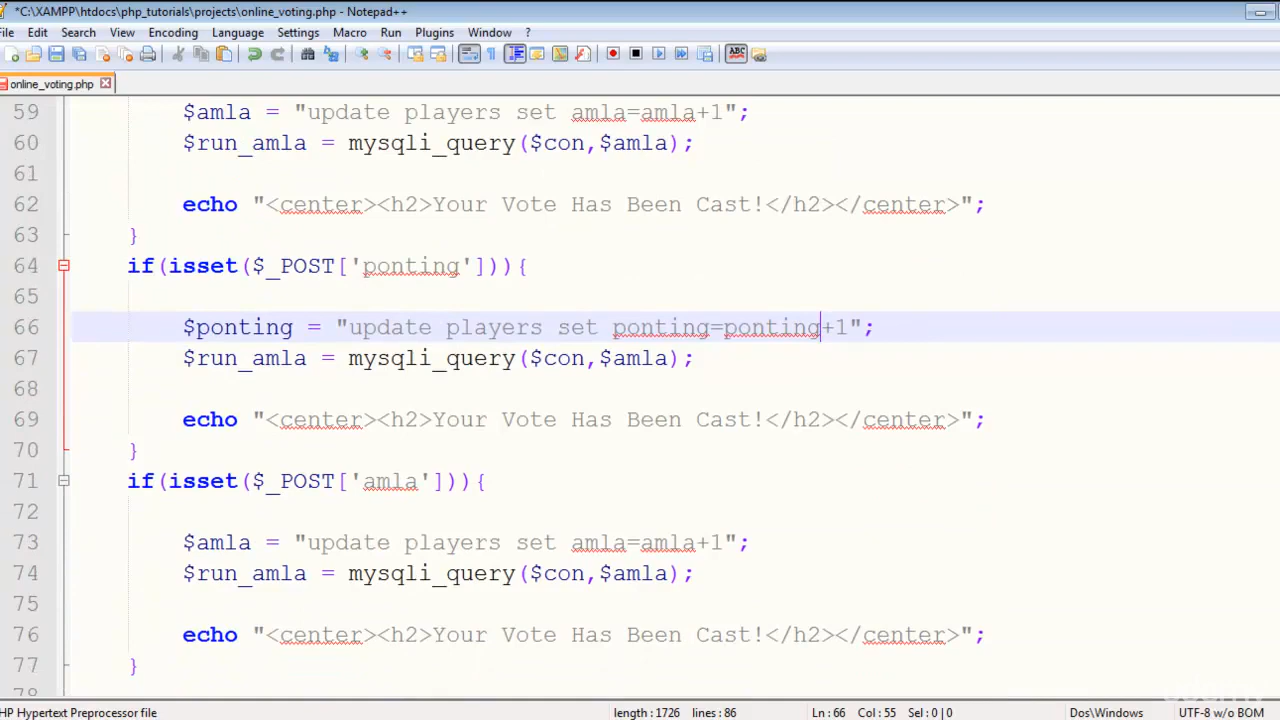 *C:\XAMPP\htdocs\php_tutorials\projects\online_voting.php - Notepad++
File Edit Search View Encoding Language Settings Macro Run Plugins Window ?
online_voting.php
59 $amla = "update players set amla=amla+1";
60 $run_amla = mysqli_query($con,$amla);
61
62 echo "<center><h2>Your Vote Has Been Cast!</h2></center>";
63 }
64 if(isset($_POST['ponting'])){
65
66 $ponting = "update players set ponting=ponting+1";
67 $run_amla = mysqli_query($con,$amla);
68
69 echo "<center><h2>Your Vote Has Been Cast!</h2></center>";
70 }
71 if(isset($_POST['amla'])){
72
73 $amla = "update players set amla=amla+1";
74 $run_amla = mysqli_query($con,$amla);
75
76 echo "<center><h2>Your Vote Has Been Cast!</h2></center>";
77 }
78
HP Hypertext Preprocessor file length : 1726 lines : 86 Ln : 66 Col : 55 Sel : 0 | 0 Dos\Windows UTF-8 w/o BOM